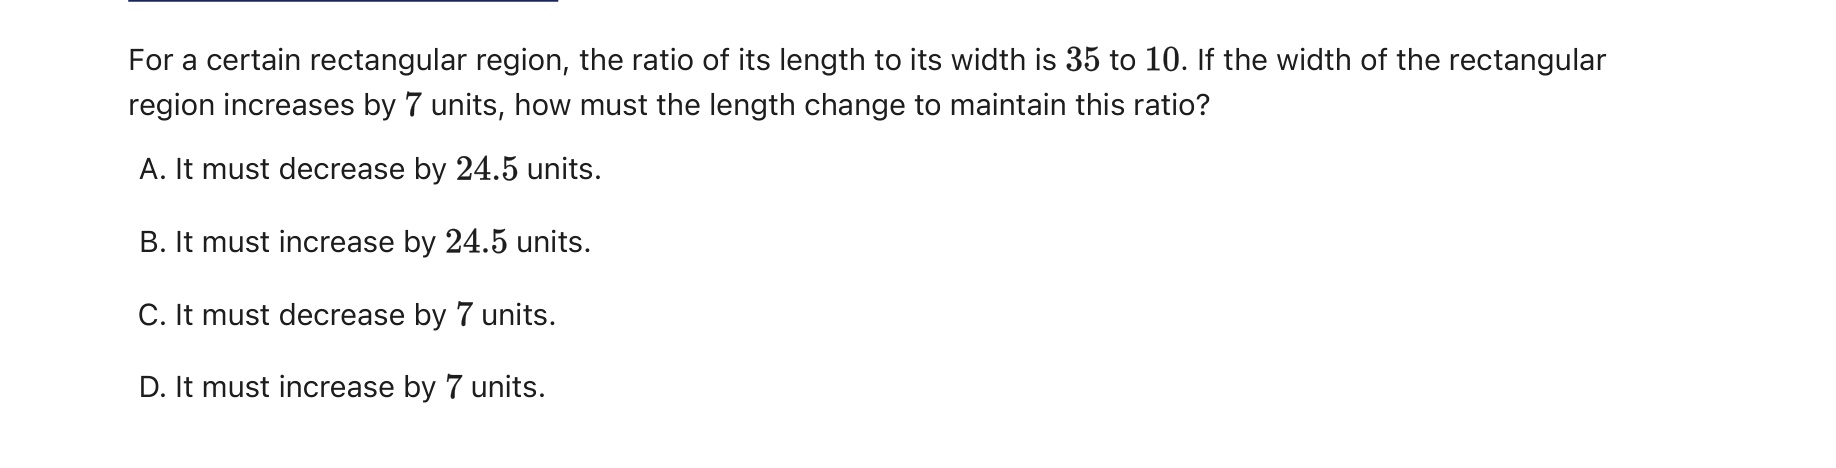 For a certain rectangular region, the ratio of its length to its width is 35 to 10. If the width of the rectangular
region increases by 7 units, how must the length change to maintain this ratio?
A. It must decrease by 24.5 units.
B. It must increase by 24.5 units.
C. It must decrease by 7 units.
D. It must increase by 7 units.